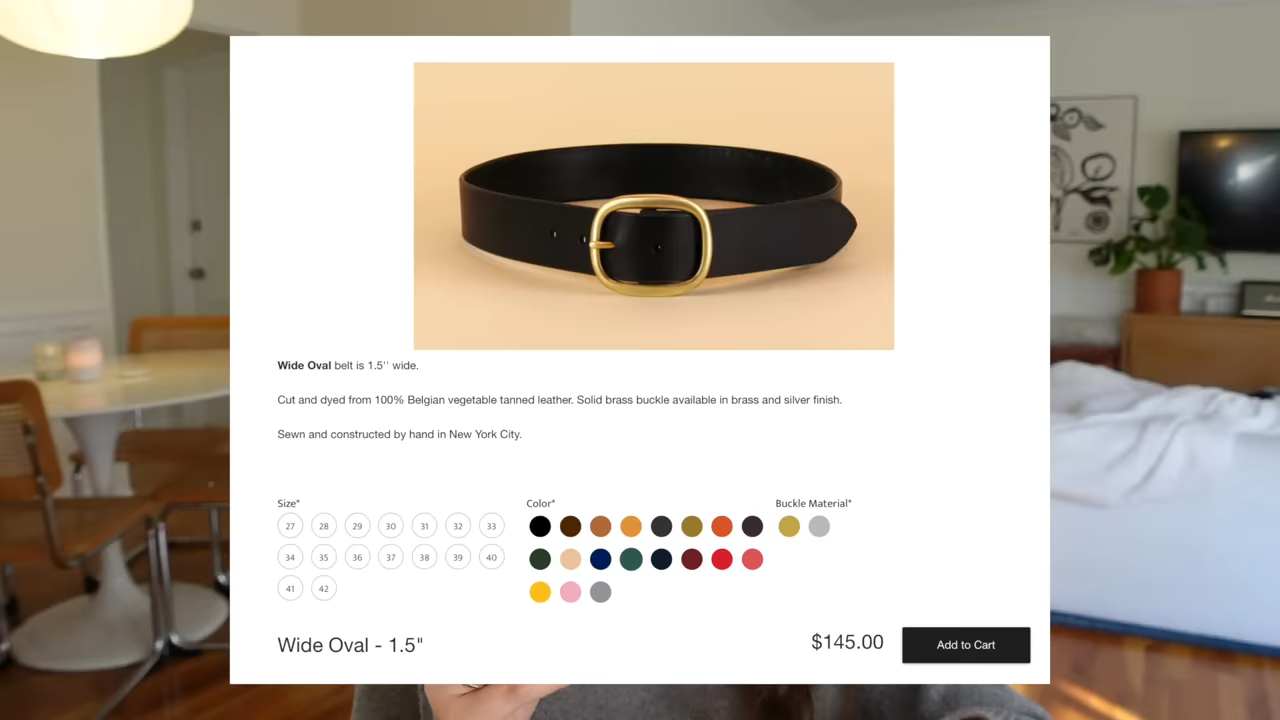 Wide Oval belt is 1.5'' wide.
Cut and dyed from 100% Belgian vegetable tanned leather. Solid brass buckle available in brass and silver finish.
Sewn and constructed by hand in New York City.
Size* Color* Buckle Material*
27 28 29 30 31 32 33
34 35 36 37 38 39 40
41 42
Wide Oval - 1.5" $145.00 Add to Cart